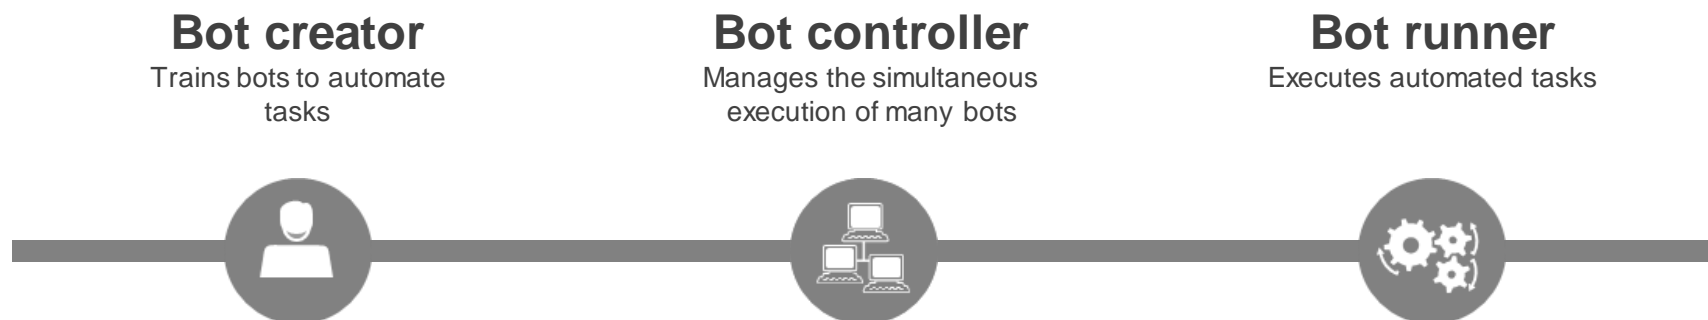 Bot creator
Trains bots to automate
tasks
Bot controller
Manages the simultaneous
execution of many bots
Bot runner
Executes automated tasks